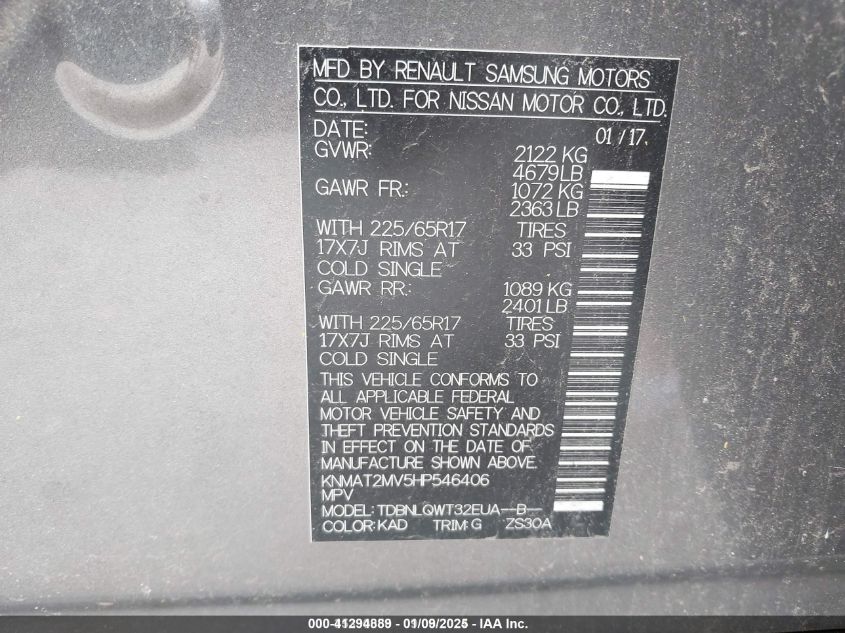 MFD BY RENAULT SAMSUNG MOTORS
CO., LTD. FOR NISSAN MOTOR CO., LTD.
DATE: 01/17
GVWR: 2122 KG
4679LB
GAWR FR: 1072 KG
2363LB
WITH 225/65R17 TIRES
17X7J RIMS AT 33 PSI
COLD SINGLE
GAWR RR: 1089 KG
2401LB
WITH 225/65R17 TIRES
17X7J RIMS AT 33 PSI
COLD SINGLE
THIS VEHICLE CONFORMS TO
ALL APPLICABLE FEDERAL
MOTOR VEHICLE SAFETY AND
THEFT PREVENTION STANDARDS
IN EFFECT ON THE DATE OF
MANUFACTURE SHOWN ABOVE.
KNMAT2MV5HP546406
MPV
MODEL: TDBNLQWT32EUA--B--
COLOR: KAD TRIM: G ZS30A
000-41294889 - 01/09/2025 - IAA Inc.